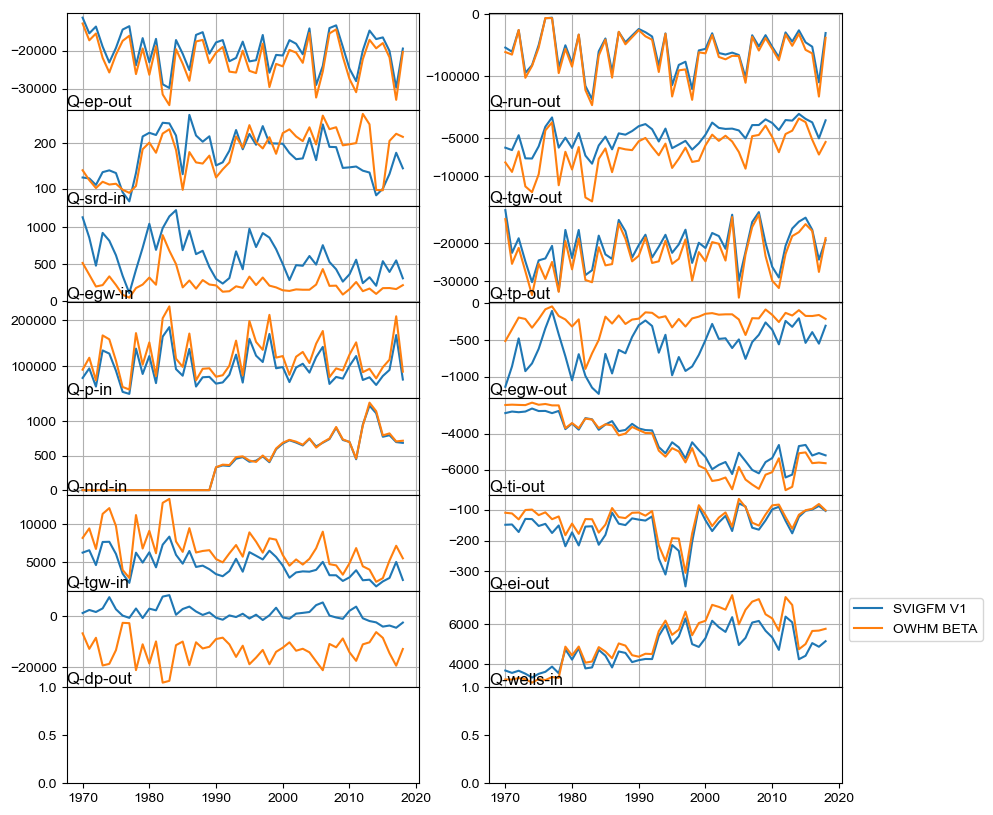 −20000
−30000
Q-ep-out
200
100
Q-srd-in
1000
500
0
Q-egw-in
200000
100000
Q-p-in
1000
500
0
Q-nrd-in
10000
5000
Q-tgw-in
0
−20000
Q-dp-out
1.0
0.5
0.0
1970 1980 1990 2000 2010 2020
0
−100000
Q-run-out
−5000
−10000
Q-tgw-out
−20000
−30000
Q-tp-out
0
−500
−1000
Q-egw-out
−4000
−6000
Q-ti-out
−100
−200
−300
Q-ei-out
6000
4000
Q-wells-in
1.0
0.5
0.0
1970 1980 1990 2000 2010 2020
SVIGFM V1
OWHM BETA